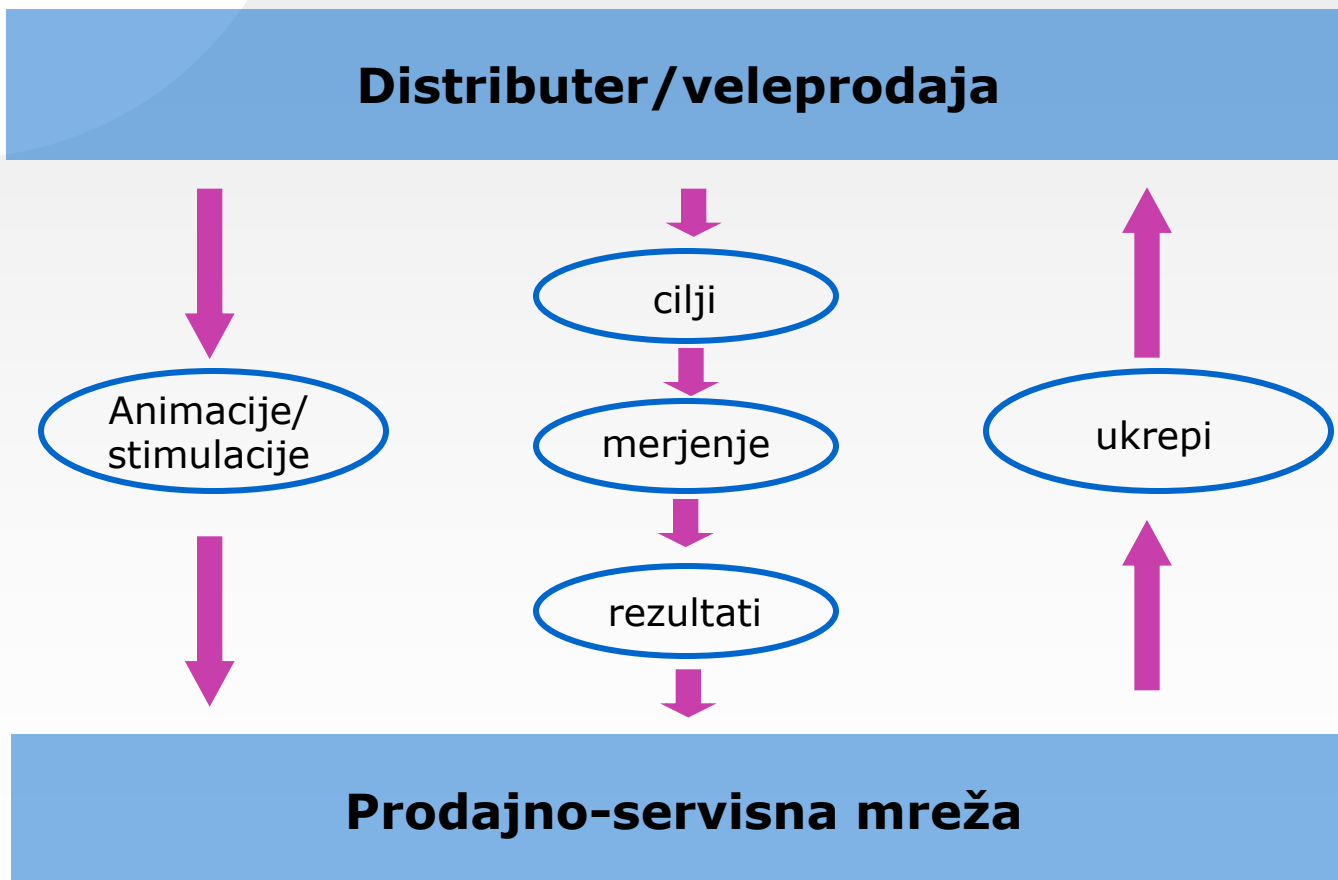 Distributer/veleprodaja
cilji
Animacije/
stimulacije
merjenje
ukrepi
rezultati
Prodajno-servisna mreža